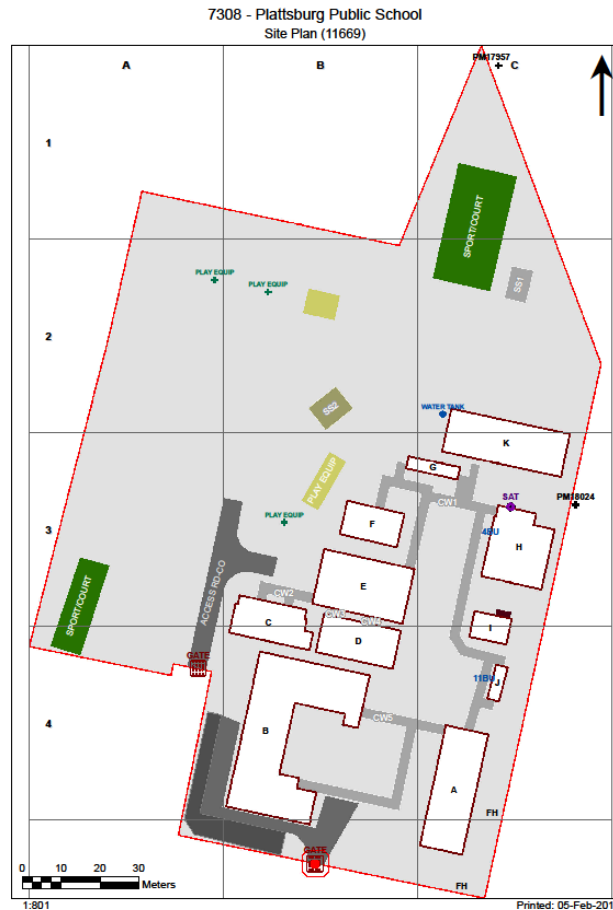 7308 - Plattsburg Public School
Site Plan (11669)
A
B
C
PM17957
1
SPORT/COURT
PLAY EQUIP
PLAY EQUIP
SS1
2
SS2
WATER TANK
K
G
PLAY EQUIP
CW1
SAT
PM18024
PLAY EQUIP
F
3
4BU
H
E
ACCESS RD-CO
SPORT/COURT
CW2
C
D
I
GATE
11BU
J
4
B
CW5
A
FH
GATE
FH
0 10 20 30
Meters
1:801
Printed: 05-Feb-201